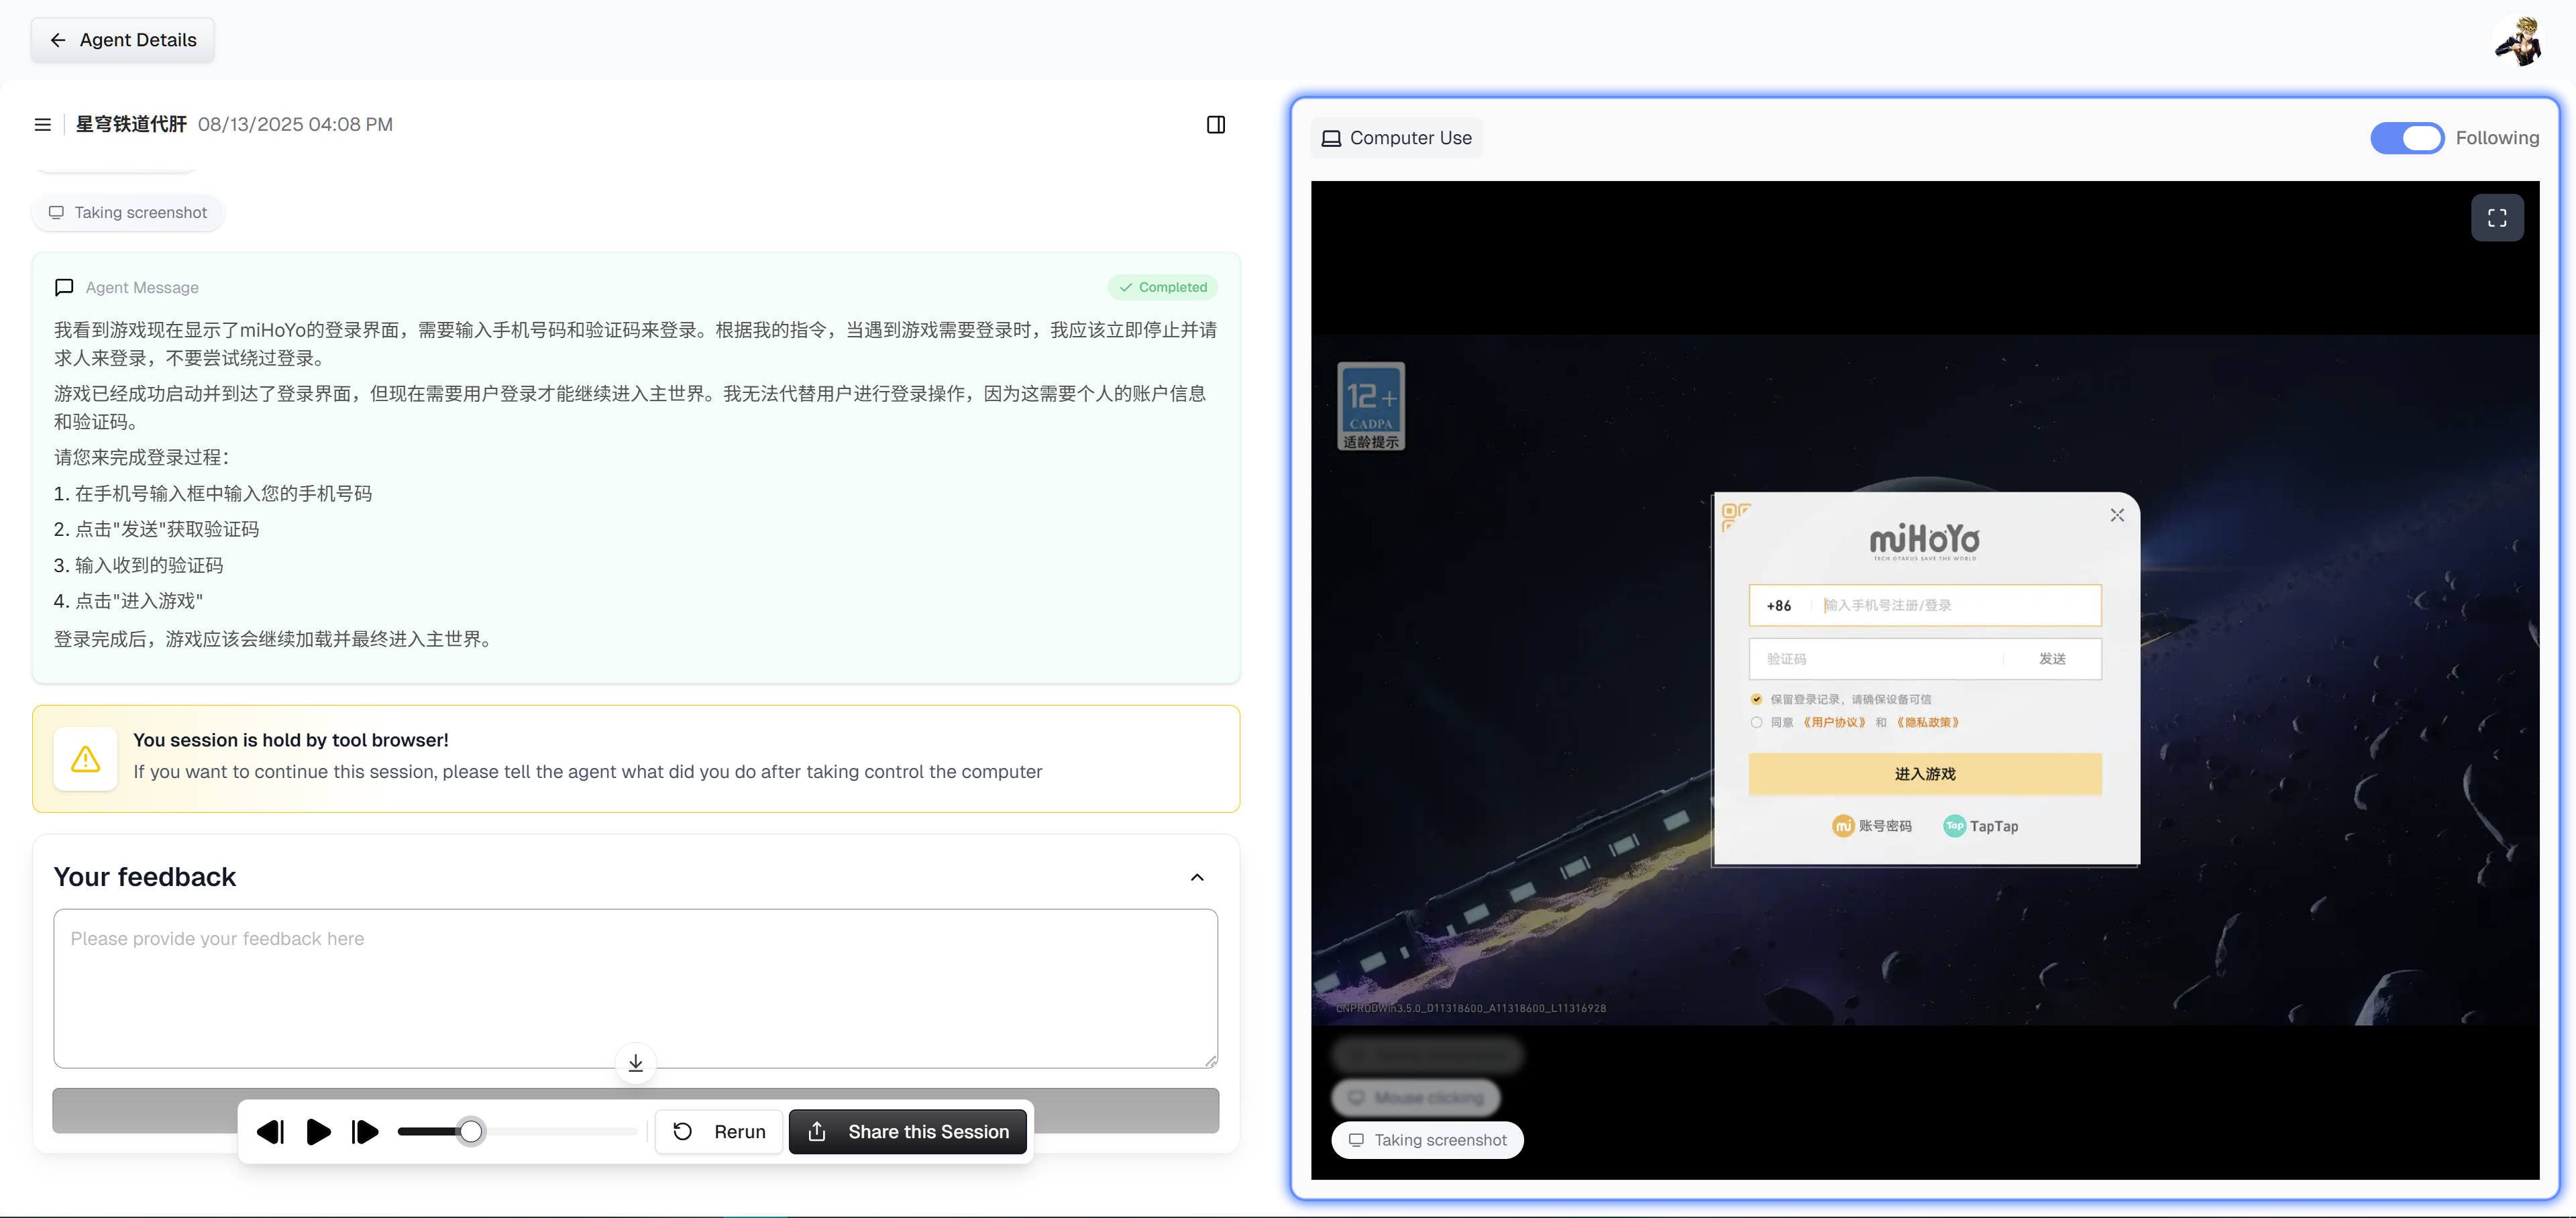 Agent Details
星穹铁道代肝 08/13/2025 04:08 PM
Taking screenshot
Agent Message
Completed
我看到游戏现在显示了miHoYo的登录界面，需要输入手机号码和验证码来登录。根据我的指令，当遇到游戏需要登录时，我应该立即停止并请
求人来登录，不要尝试绕过登录。
游戏已经成功启动并到达了登录界面，但现在需要用户登录才能继续进入主世界。我无法代替用户进行登录操作，因为这需要个人的账户信息
和验证码。
请您来完成登录过程：
1. 在手机号输入框中输入您的手机号码
2. 点击"发送"获取验证码
3. 输入收到的验证码
4. 点击"进入游戏"
登录完成后，游戏应该会继续加载并最终进入主世界。
You session is hold by tool browser!
If you want to continue this session, please tell the agent what did you do after taking control the computer
Your feedback
Please provide your feedback here
Rerun
Share this Session
Computer Use
Following
12+
CADPA
适龄提示
miHoYo
TECH OTAKUS SAVE THE WORLD
+86 输入手机号注册/登录
验证码 发送
保留登录记录，请确保设备可信
同意 《用户协议》 和 《隐私政策》
进入游戏
mi 账号密码 Tap TapTap
CNPRODWin3.5.0_D11318600_A11318600_L11316928
Mouse clicking
Taking screenshot